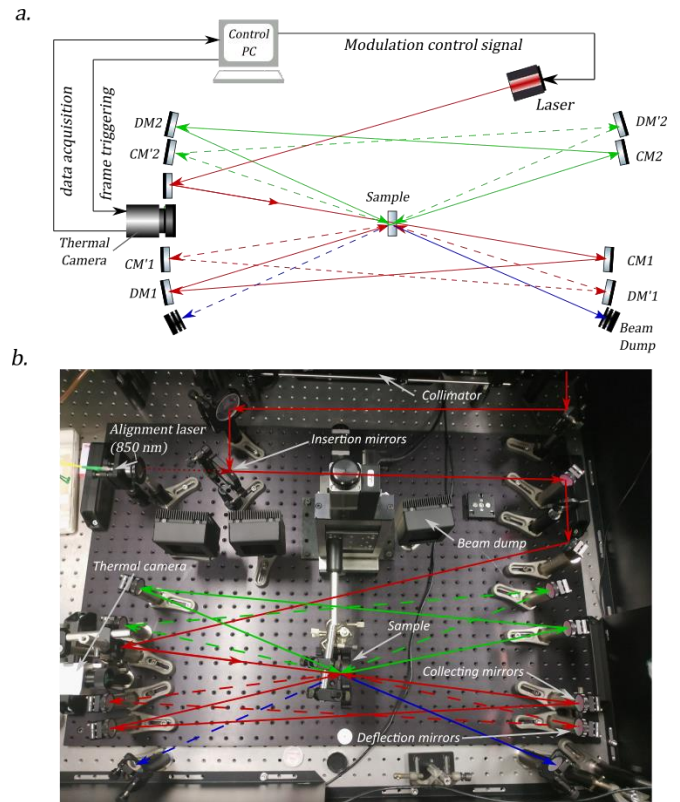 a.
Control
PC
Modulation control signal
Laser
data acquisition
frame triggering
DM2
CM'2
DM'2
CM2
Sample
Thermal
Camera
CM'1
DM1
CM1
DM'1
Beam
Dump
b.
Collimator
Alignment laser
(850 nm)
Insertion mirrors
Beam dump
Thermal camera
Sample
Collecting mirrors
Deflection mirrors